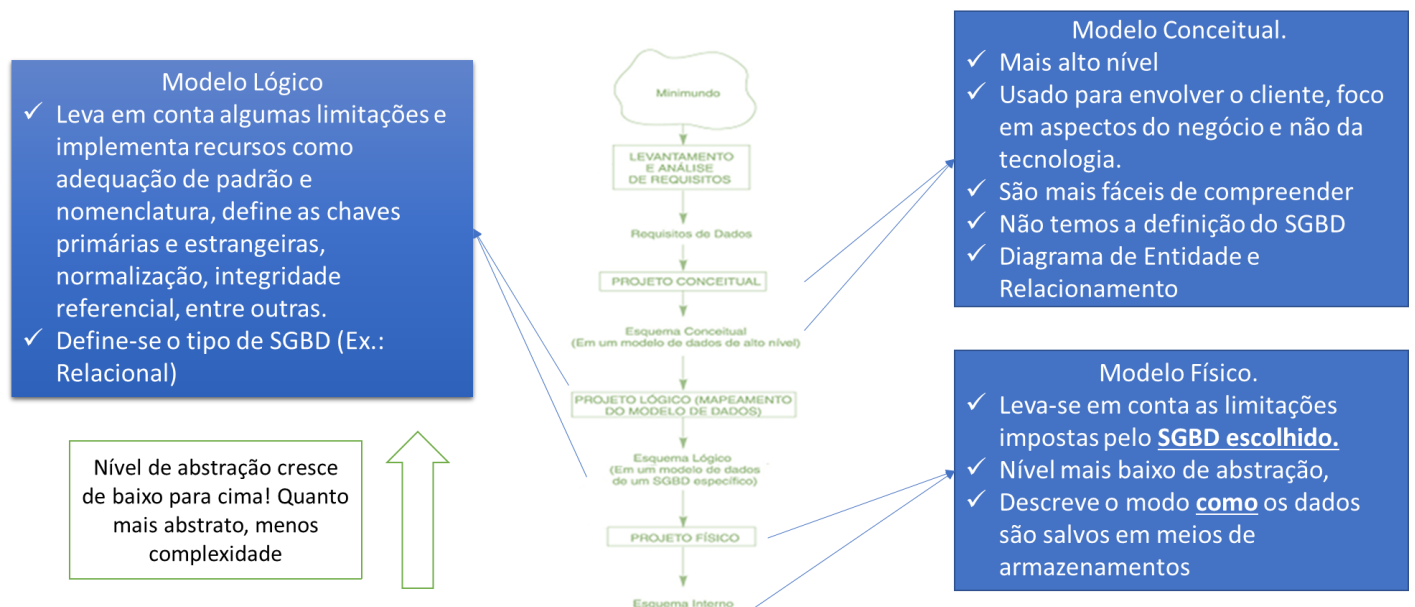 Modelo Lógico
✓ Leva em conta algumas limitações e
implementa recursos como
adequação de padrão e
nomenclatura, define as chaves
primárias e estrangeiras,
normalização, integridade
referencial, entre outras.
✓ Define-se o tipo de SGBD (Ex.:
Relacional)
Nível de abstração cresce
de baixo para cima! Quanto
mais abstrato, menos
complexidade
Minimundo
LEVANTAMENTO
E ANÁLISE
DE REQUISITOS
Requisitos de Dados
PROJETO CONCEITUAL
Esquema Conceitual
(Em um modelo de dados de alto nível)
PROJETO LÓGICO (MAPEAMENTO
DO MODELO DE DADOS)
Esquema Lógico
(Em um modelo de dados
de um SGBD específico)
PROJETO FÍSICO
Esquema Interno
Modelo Conceitual.
✓ Mais alto nível
✓ Usado para envolver o cliente, foco
em aspectos do negócio e não da
tecnologia.
✓ São mais fáceis de compreender
✓ Não temos a definição do SGBD
✓ Diagrama de Entidade e
Relacionamento
Modelo Físico.
✓ Leva-se em conta as limitações
impostas pelo SGBD escolhido.
✓ Nível mais baixo de abstração,
✓ Descreve o modo como os dados
são salvos em meios de
armazenamentos